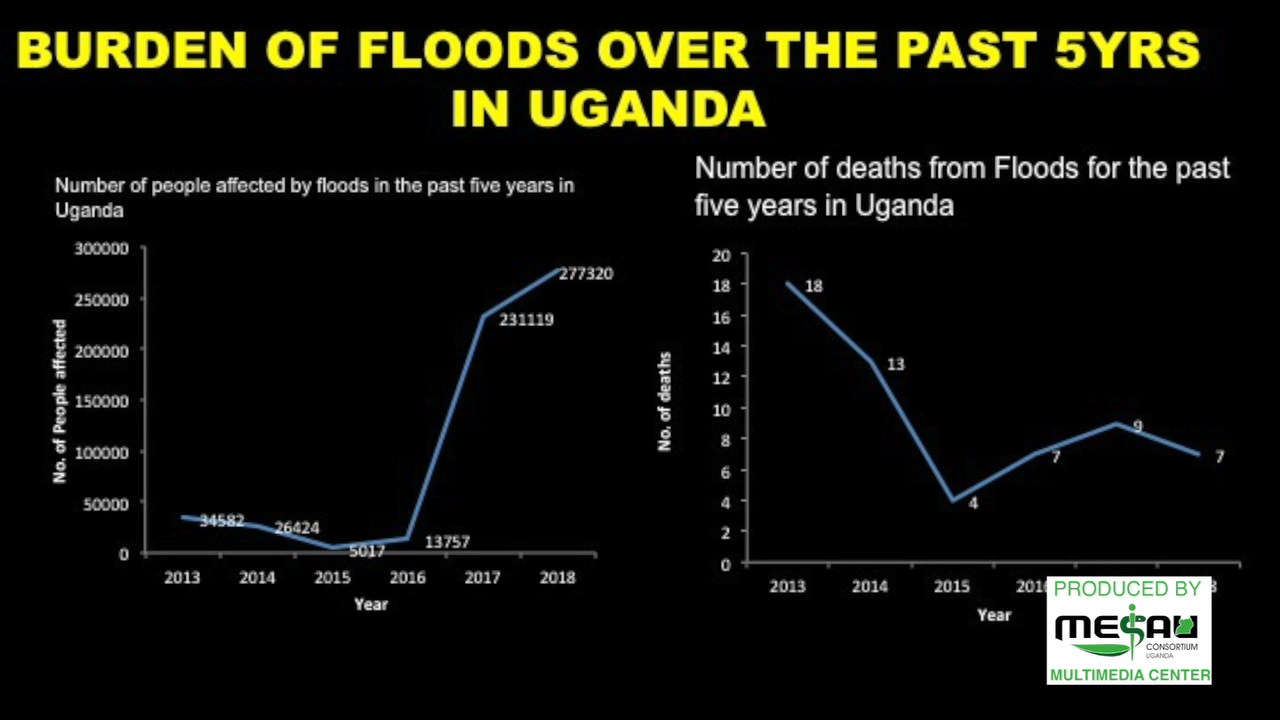 BURDEN OF FLOODS OVER THE PAST 5YRS
IN UGANDA
Number of people affected by floods in the past five years in
Uganda
300000
250000
200000
150000
100000
50000
0
No. of People affected
34582
26424
5017
13757
231119
277320
2013 2014 2015 2016 2017 2018
Year
Number of deaths from Floods for the past
five years in Uganda
20
18
16
14
12
10
8
6
4
2
0
No. of deaths
18
13
4
7
9
7
2013 2014 2015 2016
Year
PRODUCED BY
MESAU
CONSORTIUM
UGANDA
MULTIMEDIA CENTER